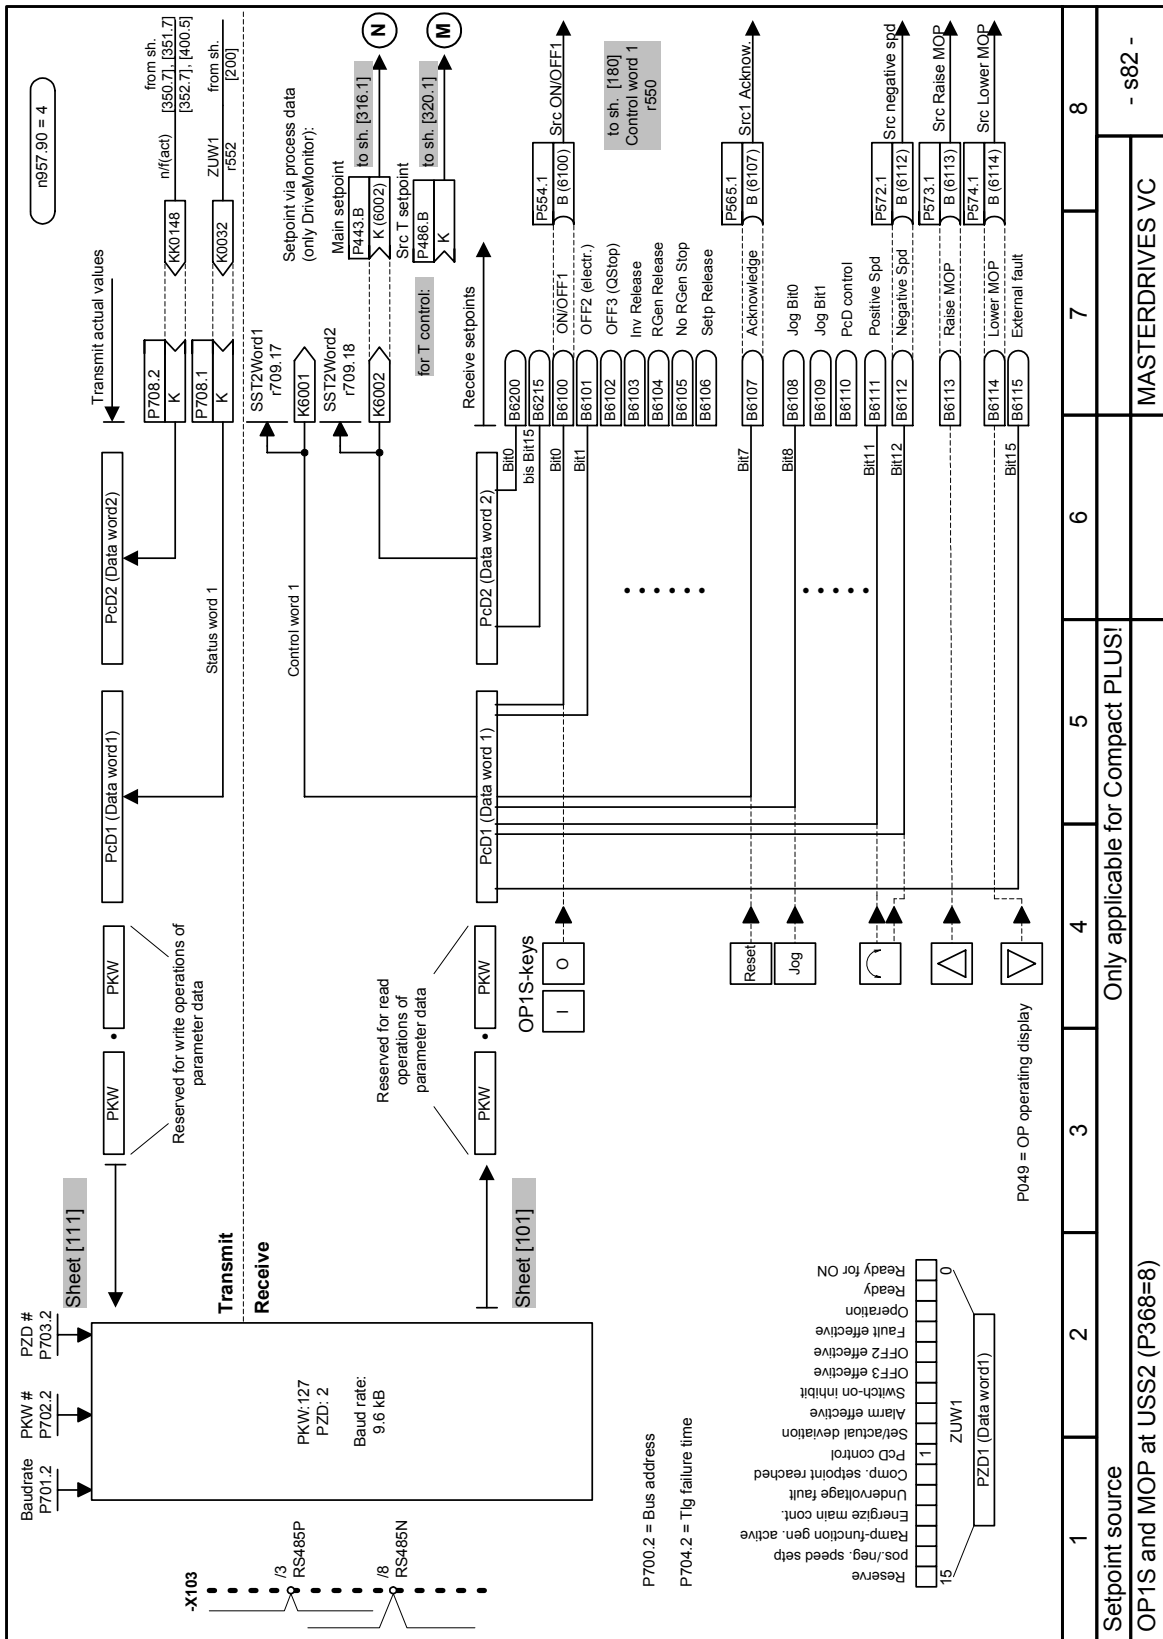 n957.90 = 4
Baudrate
P701.2
PKW #
P702.2
PZD #
P703.2
Sheet [111]
PKW
PKW
PcD1 (Data word1)
PcD2 (Data word2)
Transmit actual values
Reserved for write operations of
parameter data
Status word 1
P708.2
K
KK0148
n/f(act)
from sh.
[350.7], [351.7]
[352.7], [400.5]
P708.1
K
K0032
ZUW1
r552
from sh.
[200]
-X103
/3
RS485P
/8
RS485N
PKW:127
PZD: 2
Baud rate:
9.6 kB
Transmit
Receive
Control word 1
SST2Word1
r709.17
K6001
SST2Word2
r709.18
K6002
Setpoint via process data
(only DriveMonitor):
Main setpoint
P443.B
K (6002)
to sh. [316.1]
N
Src T setpoint
for T control:
P486.B
K
to sh. [320.1]
M
Reserved for read
operations of
parameter data
Sheet [101]
PKW
PKW
PcD1 (Data word 1)
PcD2 (Data word 2)
Receive setpoints
Bit0
B6200
bis Bit15
B6215
OP1S-keys
I
O
Bit0
B6100
ON/OFF1
P554.1
B (6100)
Src ON/OFF1
Bit1
B6101
OFF2 (electr.)
B6102
OFF3 (QStop)
B6103
Inv Release
B6104
RGen Release
B6105
No RGen Stop
B6106
Setp Release
to sh. [180]
Control word 1
r550
Reset
Bit7
B6107
Acknowledge
P565.1
B (6107)
Src1 Acknow.
Jog
Bit8
B6108
Jog Bit0
B6109
Jog Bit1
B6110
PcD control
Bit11
B6111
Positive Spd
Bit12
B6112
Negative Spd
P572.1
B (6112)
Src negative spd
B6113
Raise MOP
P573.1
B (6113)
Src Raise MOP
B6114
Lower MOP
P574.1
B (6114)
Src Lower MOP
Bit15
B6115
External fault
P700.2 = Bus address
P704.2 = Tlg failure time
P049 = OP operating display
Reserve
pos./neg. speed setp
Ramp-function gen. active
Energize main cont.
Undervoltage fault
Comp. setpoint reached
PcD control
Set/actual deviation
Alarm effective
Switch-on inhibit
OFF3 effective
OFF2 effective
Fault effective
Operation
Ready
Ready for ON
1
15
ZUW1
0
PZD1 (Data word1)
1
2
3
4
5
6
7
8
Setpoint source
Only applicable for Compact PLUS!
OP1S and MOP at USS2 (P368=8)
MASTERDRIVES VC
- s82 -